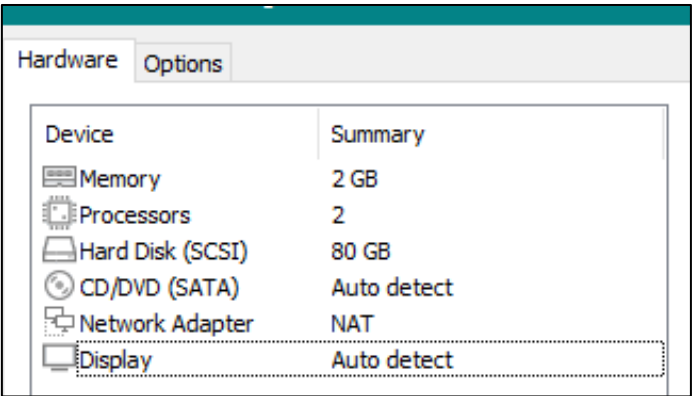 Hardware Options
Device Summary
Memory 2 GB
Processors 2
Hard Disk (SCSI) 80 GB
CD/DVD (SATA) Auto detect
Network Adapter NAT
Display Auto detect